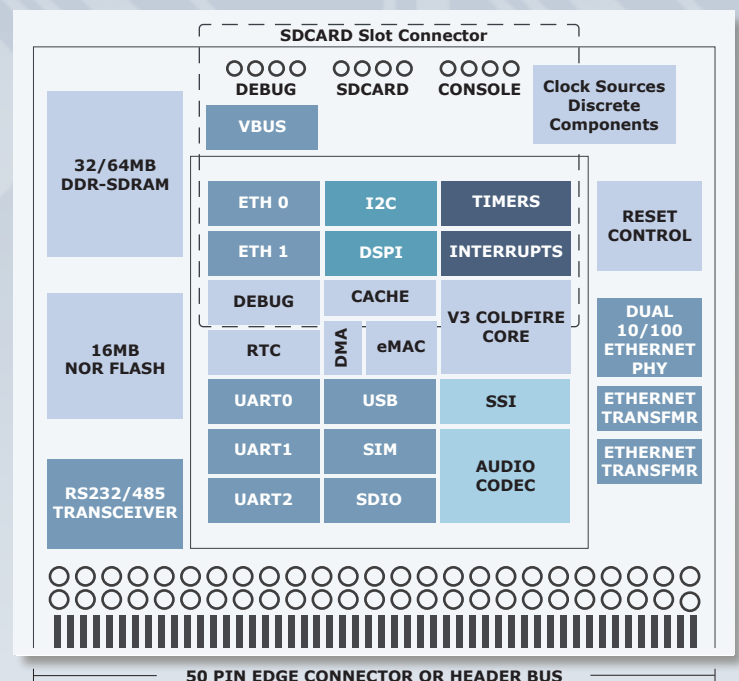 SDCARD Slot Connector
DEBUG
SDCARD
CONSOLE
Clock Sources
Discrete
Components
VBUS
32/64MB
DDR-SDRAM
ETH 0
I2C
TIMERS
RESET
CONTROL
ETH 1
DSPI
INTERRUPTS
DEBUG
CACHE
V3 COLDFIRE
CORE
16MB
NOR FLASH
RTC
DMA
eMAC
DUAL
10/100
ETHERNET
PHY
UART0
USB
SSI
ETHERNET
TRANSFMR
UART1
SIM
AUDIO
CODEC
ETHERNET
TRANSFMR
RS232/485
TRANSCEIVER
UART2
SDIO
50 PIN EDGE CONNECTOR OR HEADER BUS